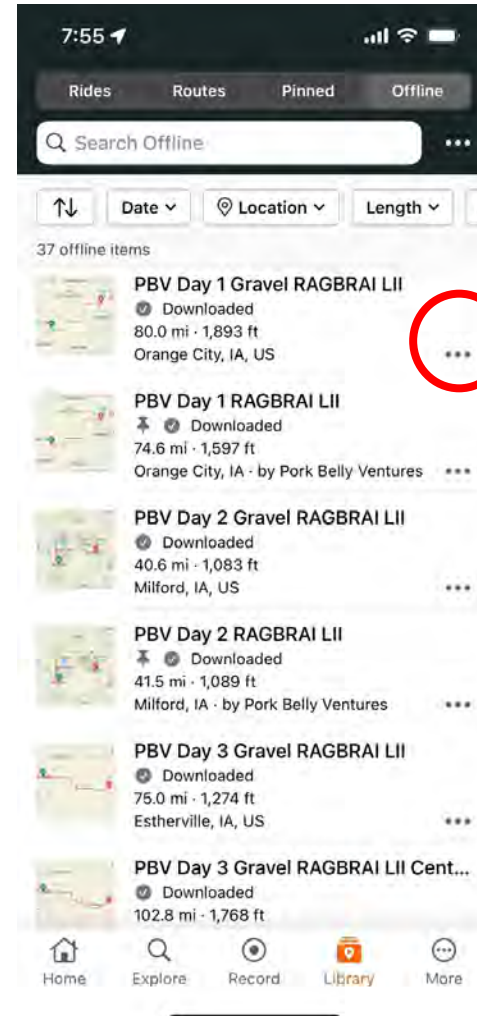 7:55
Rides Routes Pinned Offline
Search Offline
Date Location Length
37 offline items
PBV Day 1 Gravel RAGBRAI LII
Downloaded
80.0 mi · 1,893 ft
Orange City, IA, US
PBV Day 1 RAGBRAI LII
Downloaded
74.6 mi · 1,597 ft
Orange City, IA · by Pork Belly Ventures
PBV Day 2 Gravel RAGBRAI LII
Downloaded
40.6 mi · 1,083 ft
Milford, IA, US
PBV Day 2 RAGBRAI LII
Downloaded
41.5 mi · 1,089 ft
Milford, IA · by Pork Belly Ventures
PBV Day 3 Gravel RAGBRAI LII
Downloaded
75.0 mi · 1,274 ft
Estherville, IA, US
PBV Day 3 Gravel RAGBRAI LII Cent...
Downloaded
102.8 mi · 1,768 ft
Home Explore Record Library More